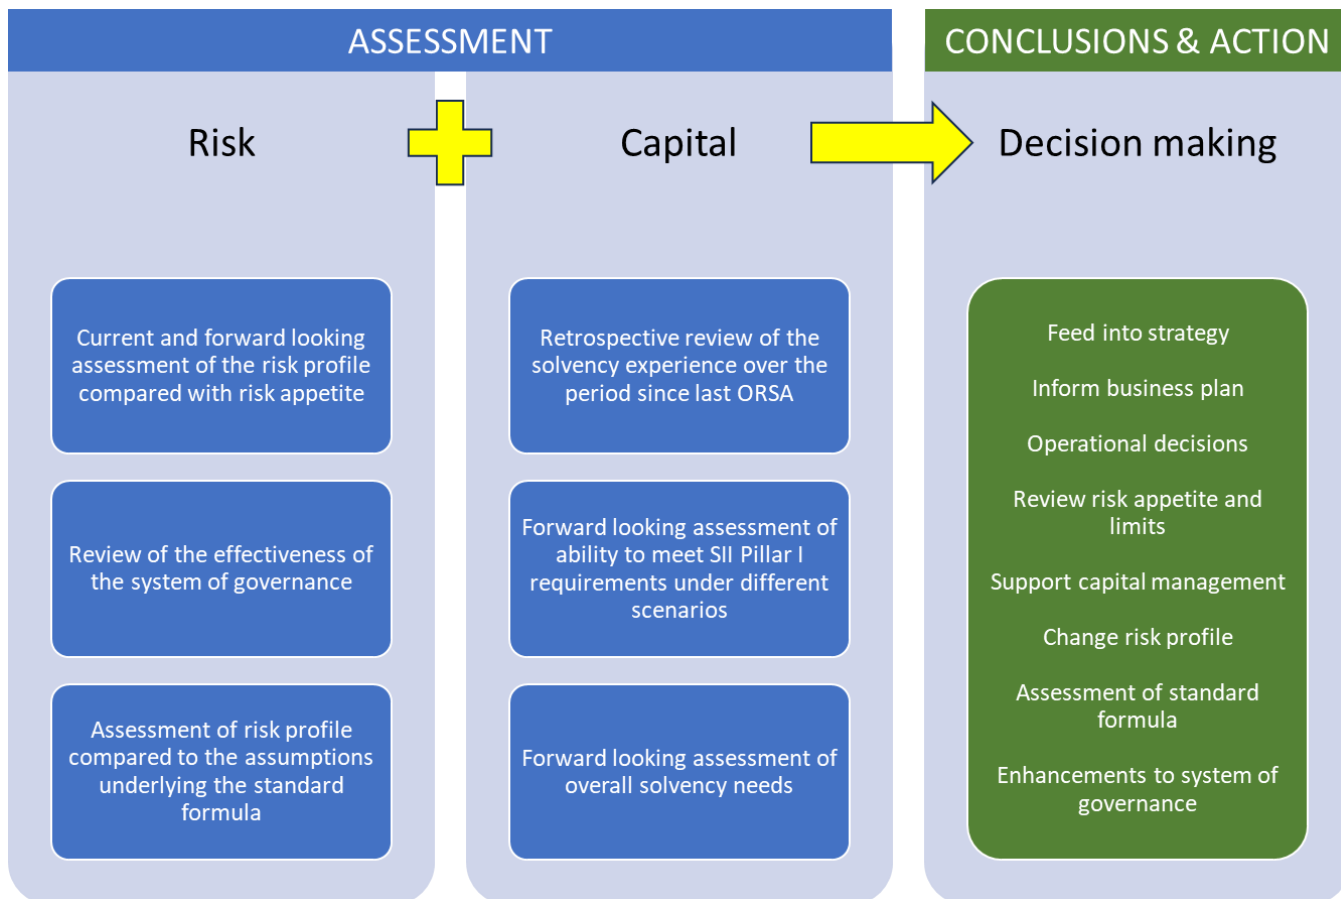 ASSESSMENT
CONCLUSIONS & ACTION
Risk
Capital
Decision making
Current and forward looking
assessment of the risk profile
compared with risk appetite
Review of the effectiveness of
the system of governance
Assessment of risk profile
compared to the assumptions
underlying the standard
formula
Retrospective review of the
solvency experience over the
period since last ORSA
Forward looking assessment of
ability to meet SII Pillar I
requirements under different
scenarios
Forward looking assessment of
overall solvency needs
Feed into strategy
Inform business plan
Operational decisions
Review risk appetite and
limits
Support capital management
Change risk profile
Assessment of standard
formula
Enhancements to system of
governance